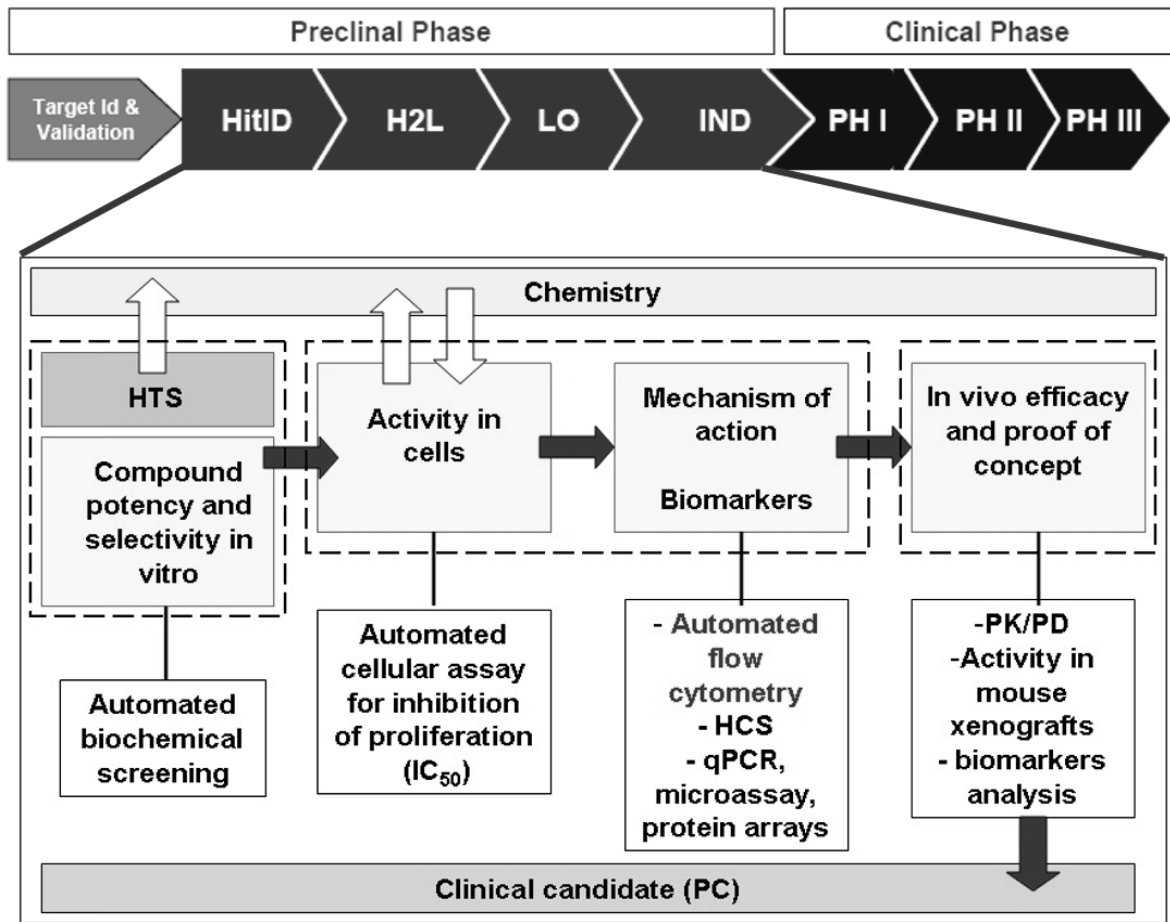 Preclinal Phase
Clinical Phase
Target Id &
Validation
HitID
H2L
LO
IND
PH I
PH II
PH III
Chemistry
HTS
Compound
potency and
selectivity in
vitro
Activity in
cells
Mechanism of
action
Biomarkers
In vivo efficacy
and proof of
concept
Automated
biochemical
screening
Automated
cellular assay
for inhibition
of proliferation
(IC50)
- Automated
flow
cytometry
- HCS
- qPCR,
microassay,
protein arrays
-PK/PD
-Activity in
mouse
xenografts
- biomarkers
analysis
Clinical candidate (PC)